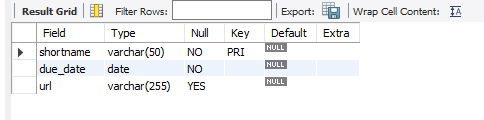 Result Grid Filter Rows: Export: Wrap Cell Content: IA
Field Type Null Key Default Extra
shortname varchar(50) NO PRI NULL
due_date date NO NULL
url varchar(255) YES NULL